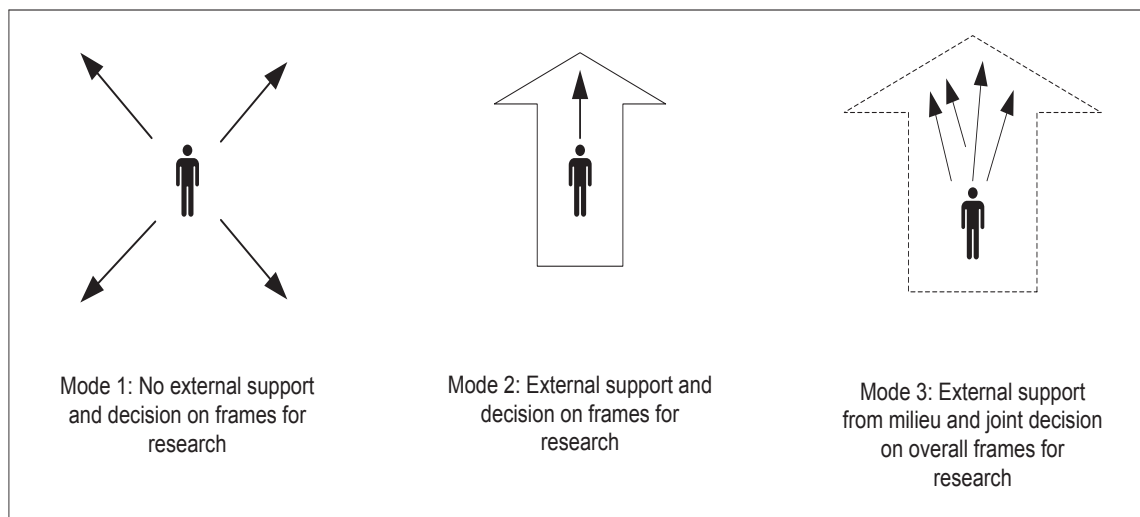 Mode 1: No external support
and decision on frames for
research
Mode 2: External support and
decision on frames for
research
Mode 3: External support
from milieu and joint decision
on overall frames for
research